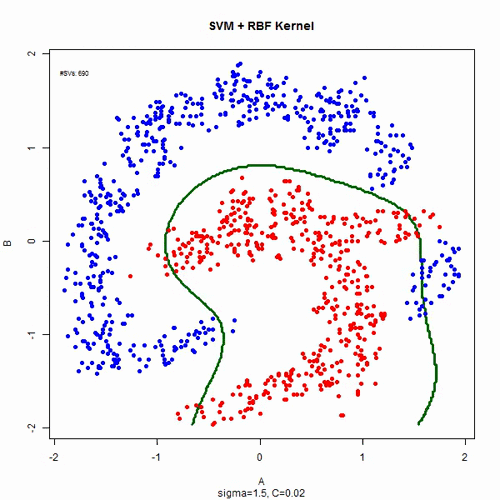 SVM + RBF Kernel
#SVs: 690
2
1
0
-1
-2
B
-2 -1 0 1 2
A
sigma=1.5, C=0.02